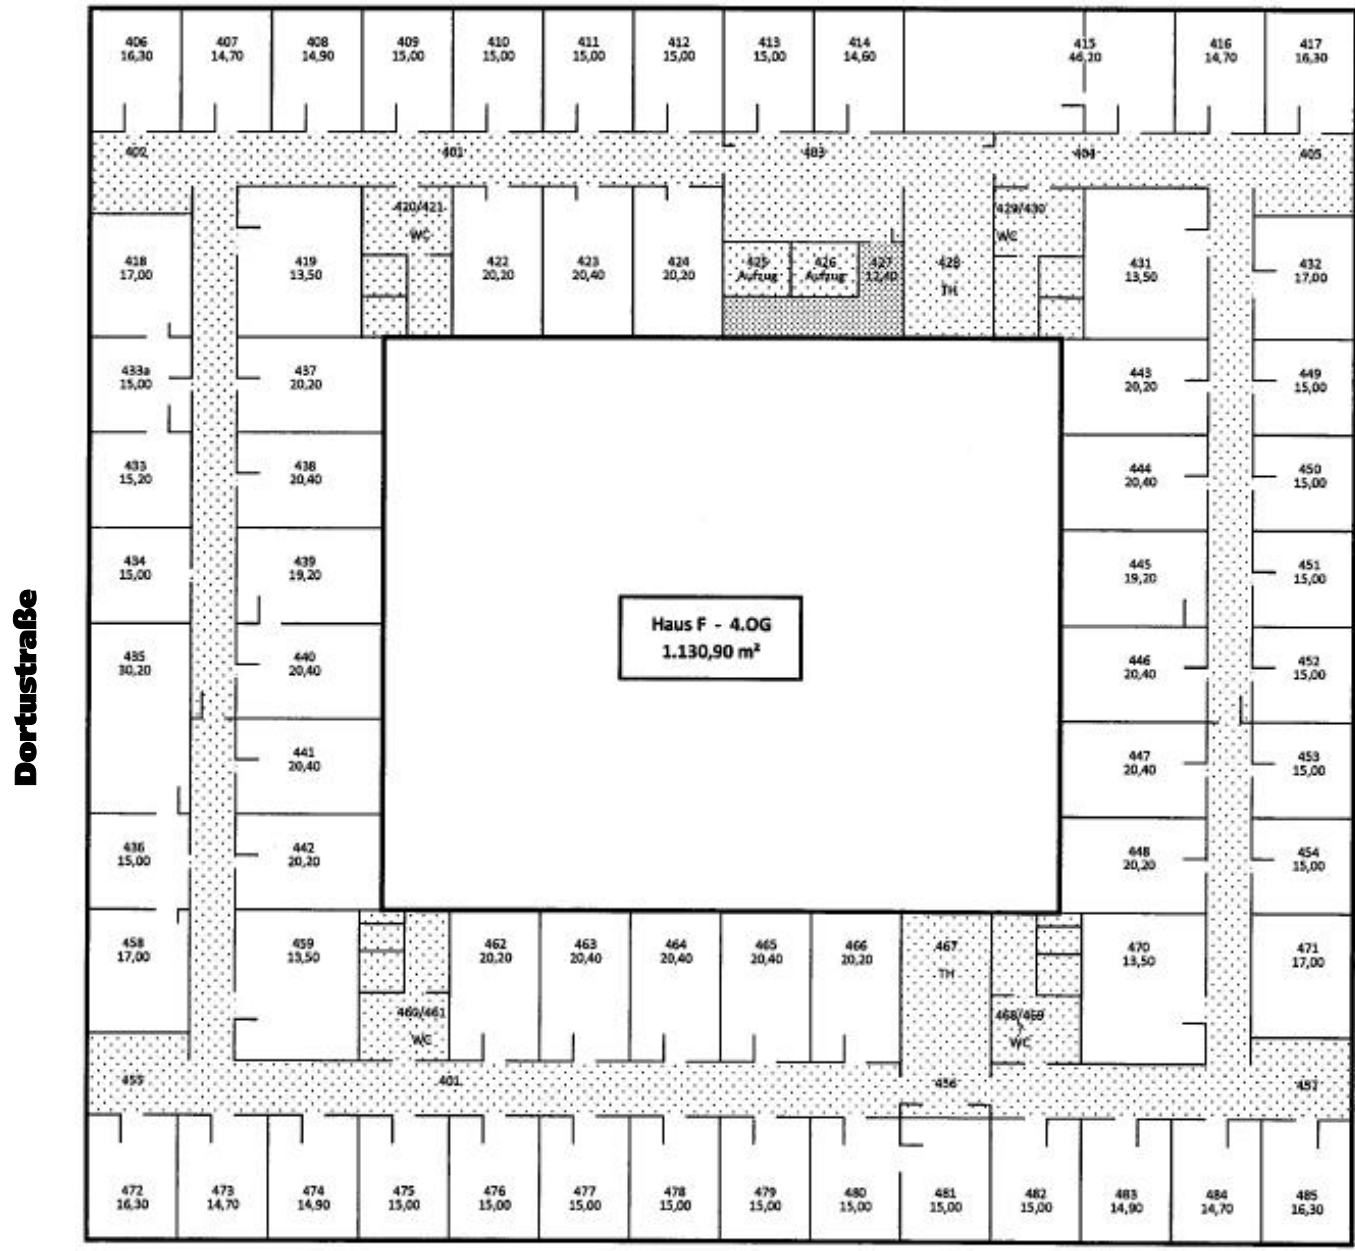 406 407 408 409 410 411 412 413 414 415 416 417
16,30 14,70 14,90 15,00 15,00 15,00 15,00 15,00 14,60 46,20 14,70 16,30
402 401 483 404 405
420/421 429/430
WC WC
418 419 422 423 424 425 426 427 428 431 432
17,00 13,50 20,20 20,40 20,20 Aufzug Aufzug 12,40 TH 13,50 17,00
433a 437 443 449
15,00 20,20 20,20 15,00
433 438 444 450
15,20 20,40 20,40 15,00
434 439 445 451
15,00 19,20 19,20 15,00
Dortustraße
Haus F - 4.OG
1.130,90 m²
435 440 446 452
30,20 20,40 20,40 15,00
441 447 453
20,40 20,40 15,00
436 442 448 454
15,00 20,20 20,20 15,00
458 459 462 463 464 465 466 467 470 471
17,00 13,50 20,20 20,40 20,40 20,40 20,20 TH 13,50 17,00
460/461 468/469
WC WC
455 401 456 457
472 473 474 475 476 477 478 479 480 481 482 483 484 485
16,30 14,70 14,90 15,00 15,00 15,00 15,00 15,00 15,00 15,00 15,00 14,90 14,70 16,30